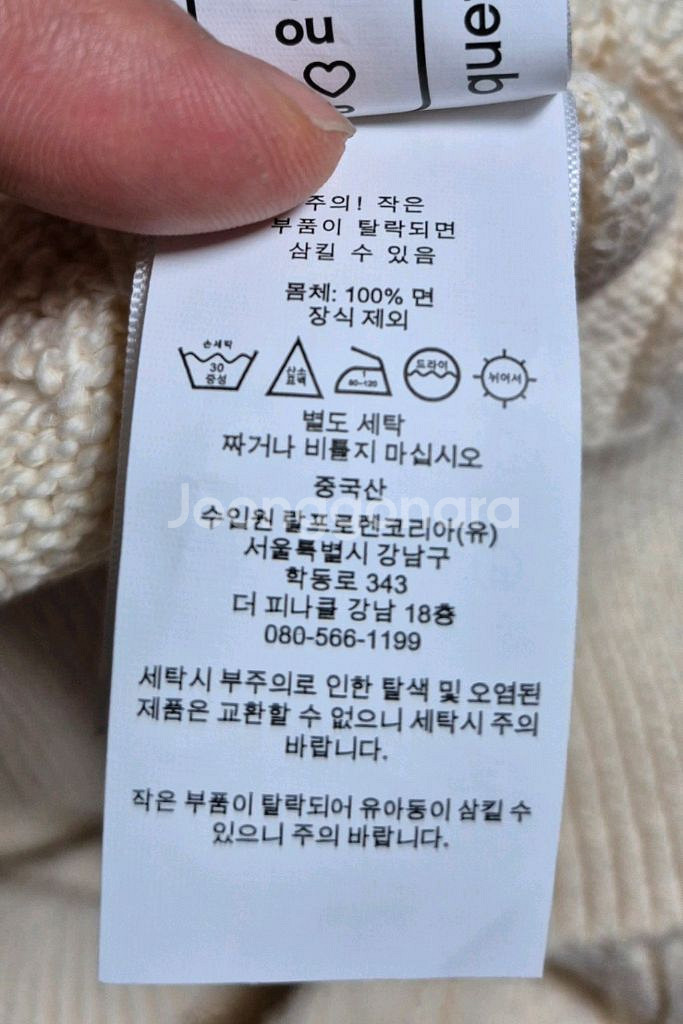 ou
♡
que
주의! 작은
부품이 탈락되면
삼킬 수 있음
몸체: 100% 면
장식 제외
손세탁
30
중성
산소
표백
80~120
드라이
뉘어서
별도 세탁
짜거나 비틀지 마십시오
중국산
Joonggonara
수입원 랄프로렌코리아(유)
서울특별시 강남구
학동로 343
더 피나클 강남 18층
080-566-1199
세탁시 부주의로 인한 탈색 및 오염된
제품은 교환할 수 없으니 세탁시 주의
바랍니다.
작은 부품이 탈락되어 유아동이 삼킬 수
있으니 주의 바랍니다.